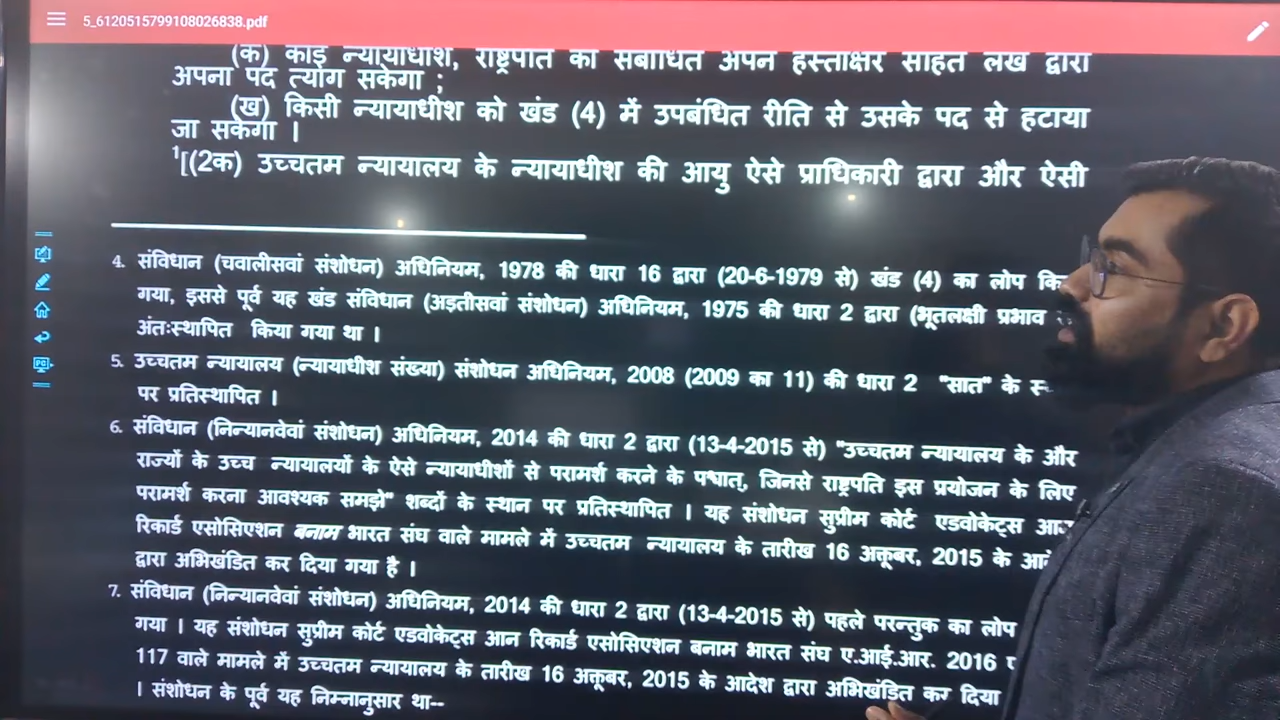 5_6120515799108026838.pdf
(क) कोई न्यायाधीश, राष्ट्रपति को संबोधित अपने हस्ताक्षर सहित लेख द्वारा
अपना पद त्याग सकेगा ;
(ख) किसी न्यायाधीश को खंड (4) में उपबंधित रीति से उसके पद से हटाया
जा सकेगा ।
1[(2क) उच्चतम न्यायालय के न्यायाधीश की आयु ऐसे प्राधिकारी द्वारा और ऐसी
4. संविधान (चवालीसवां संशोधन) अधिनियम, 1978 की धारा 16 द्वारा (20-6-1979 से) खंड (4) का लोप
गया, इससे पूर्व यह खंड संविधान (अड़तीसवां संशोधन) अधिनियम, 1975 की धारा 2 द्वारा (भूतलक्षी प्रभाव
अंतःस्थापित किया गया था ।
5. उच्चतम न्यायालय (न्यायाधीश संख्या) संशोधन अधिनियम, 2008 (2009 का 11) की धारा 2 "सात" के
पर प्रतिस्थापित ।
6. संविधान (निन्यानवेवां संशोधन) अधिनियम, 2014 की धारा 2 द्वारा (13-4-2015 से) "उच्चतम न्यायालय के और
राज्यों के उच्च न्यायालयों के ऐसे न्यायाधीशों से परामर्श करने के पश्चात्, जिनसे राष्ट्रपति इस प्रयोजन के लिए
परामर्श करना आवश्यक समझे" शब्दों के स्थान पर प्रतिस्थापित । यह संशोधन सुप्रीम कोर्ट एडवोकेट्स
रिकार्ड एसोसिएशन बनाम भारत संघ वाले मामले में उच्चतम न्यायालय के तारीख 16 अक्तूबर, 2015 के
द्वारा अभिखंडित कर दिया गया है ।
7. संविधान (निन्यानवेवां संशोधन) अधिनियम, 2014 की धारा 2 द्वारा (13-4-2015 से) पहले परन्तुक का लोप
गया । यह संशोधन सुप्रीम कोर्ट एडवोकेट्स आन रिकार्ड एसोसिएशन बनाम भारत संघ ए.आई.आर. 2016
117 वाले मामले में उच्चतम न्यायालय के तारीख 16 अक्तूबर, 2015 के आदेश द्वारा अभिखंडित कर दिया
। संशोधन के पूर्व यह निम्नानुसार था--